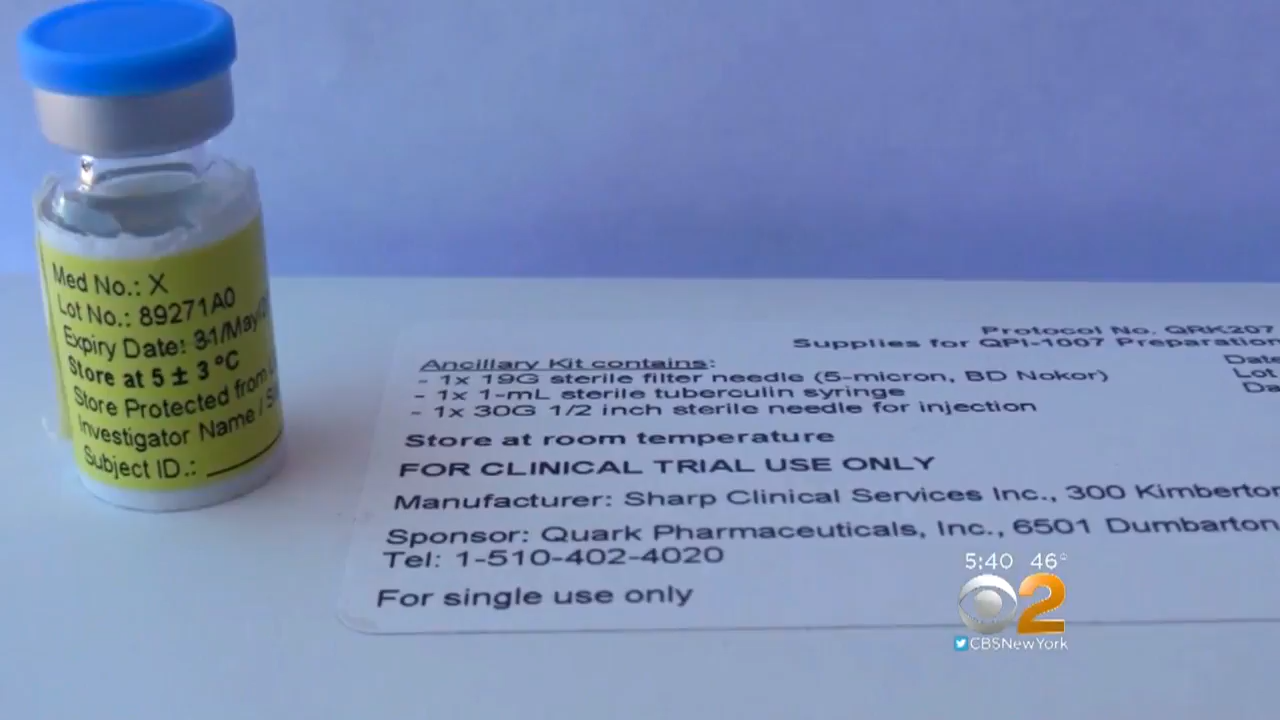 Med No.: X
Lot No.: 89271A0
Expiry Date: 31/May/
Store at 5 ± 3 °C
Store Protected from
Investigator Name /
Subject ID.:
Protocol No. QRK207
Supplies for QPI-1007 Preparation
Ancillary Kit contains:
- 1x 19G sterile filter needle (5-micron, BD Nokor)
- 1x 1-mL sterile tuberculin syringe
- 1x 30G 1/2 inch sterile needle for injection
Date
Lot
Da
Store at room temperature
FOR CLINICAL TRIAL USE ONLY
Manufacturer: Sharp Clinical Services Inc., 300 Kimberton
Sponsor: Quark Pharmaceuticals, Inc., 6501 Dumbarton
Tel: 1-510-402-4020
For single use only
5:40 46°
2
CBSNewYork